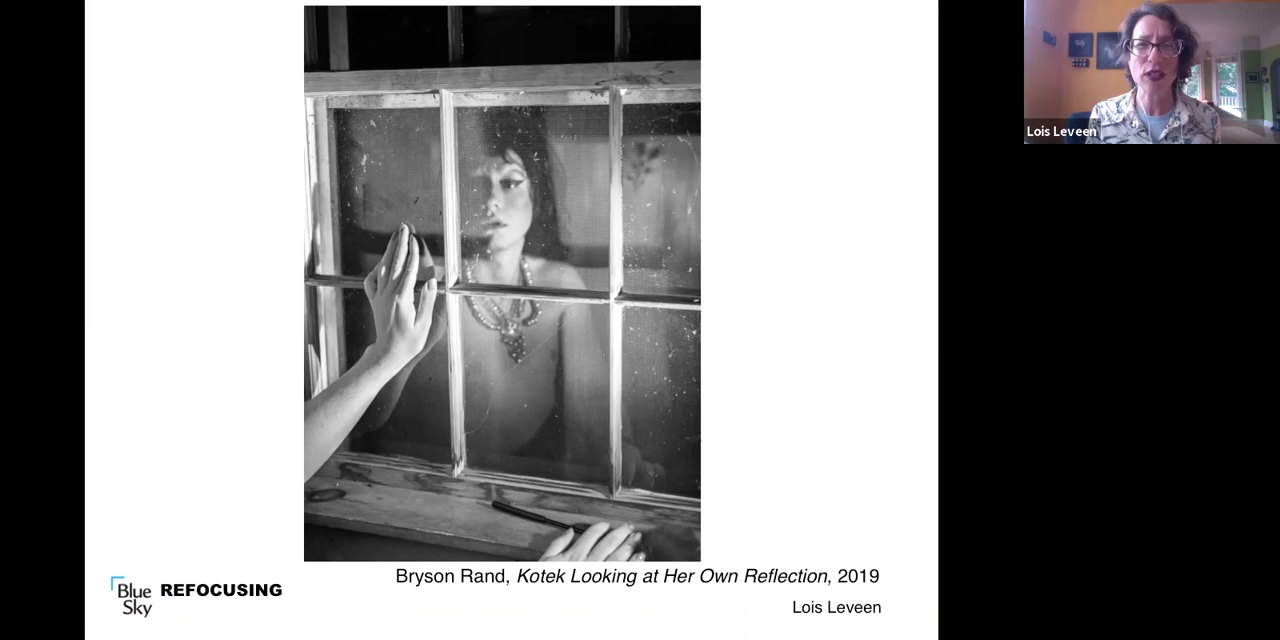 Lois Leveen
Bryson Rand, Kotek Looking at Her Own Reflection, 2019
Blue
Sky
REFOCUSING
Lois Leveen